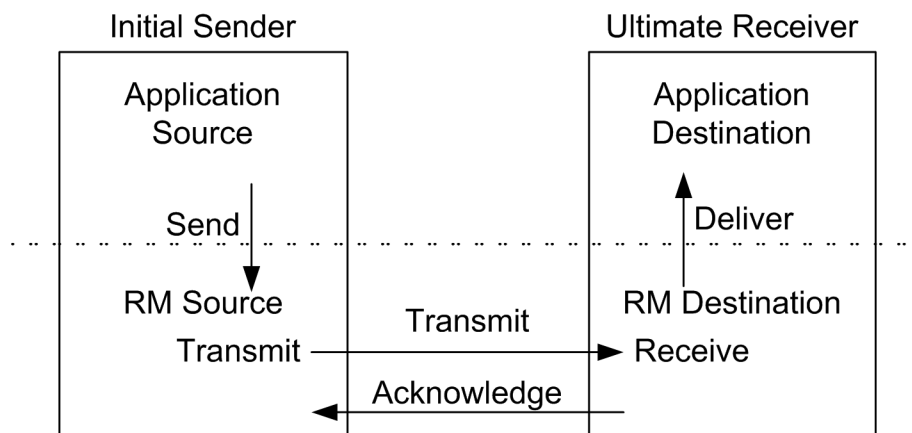 Initial Sender
Ultimate Receiver
Application
Source
Application
Destination
Send
Deliver
RM Source
RM Destination
Transmit
Transmit
Receive
Acknowledge